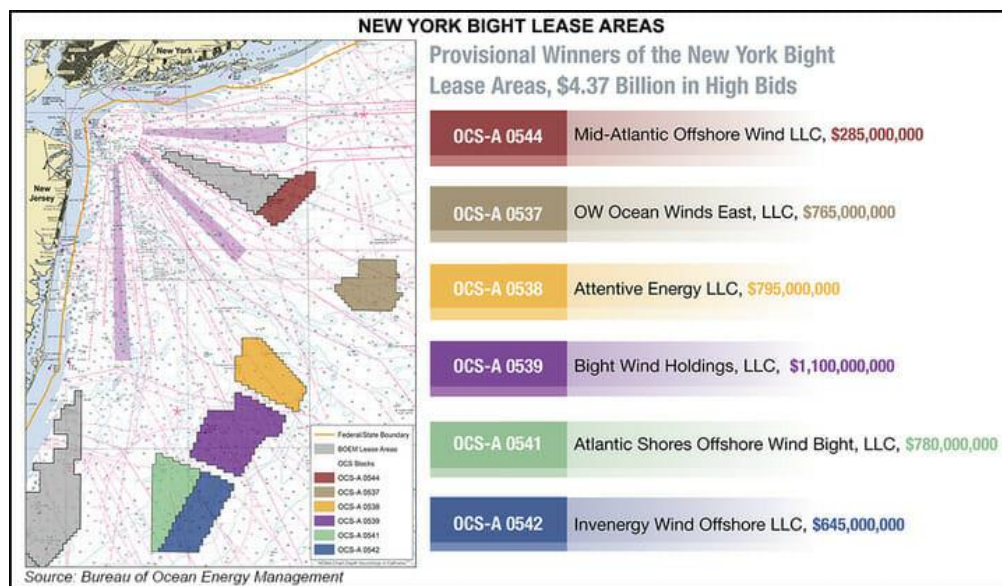 NEW YORK BIGHT LEASE AREAS
New York
New
Jersey
Federal/State Boundary
BOEM Lease Areas
OCS Blocks
OCS-A 0544
OCS-A 0537
OCS-A 0538
OCS-A 0539
OCS-A 0541
OCS-A 0542
Provisional Winners of the New York Bight
Lease Areas, $4.37 Billion in High Bids
OCS-A 0544 Mid-Atlantic Offshore Wind LLC, $285,000,000
OCS-A 0537 OW Ocean Winds East, LLC, $765,000,000
OCS-A 0538 Attentive Energy LLC, $795,000,000
OCS-A 0539 Bight Wind Holdings, LLC, $1,100,000,000
OCS-A 0541 Atlantic Shores Offshore Wind Bight, LLC, $780,000,000
OCS-A 0542 Invenergy Wind Offshore LLC, $645,000,000
Source: Bureau of Ocean Energy Management